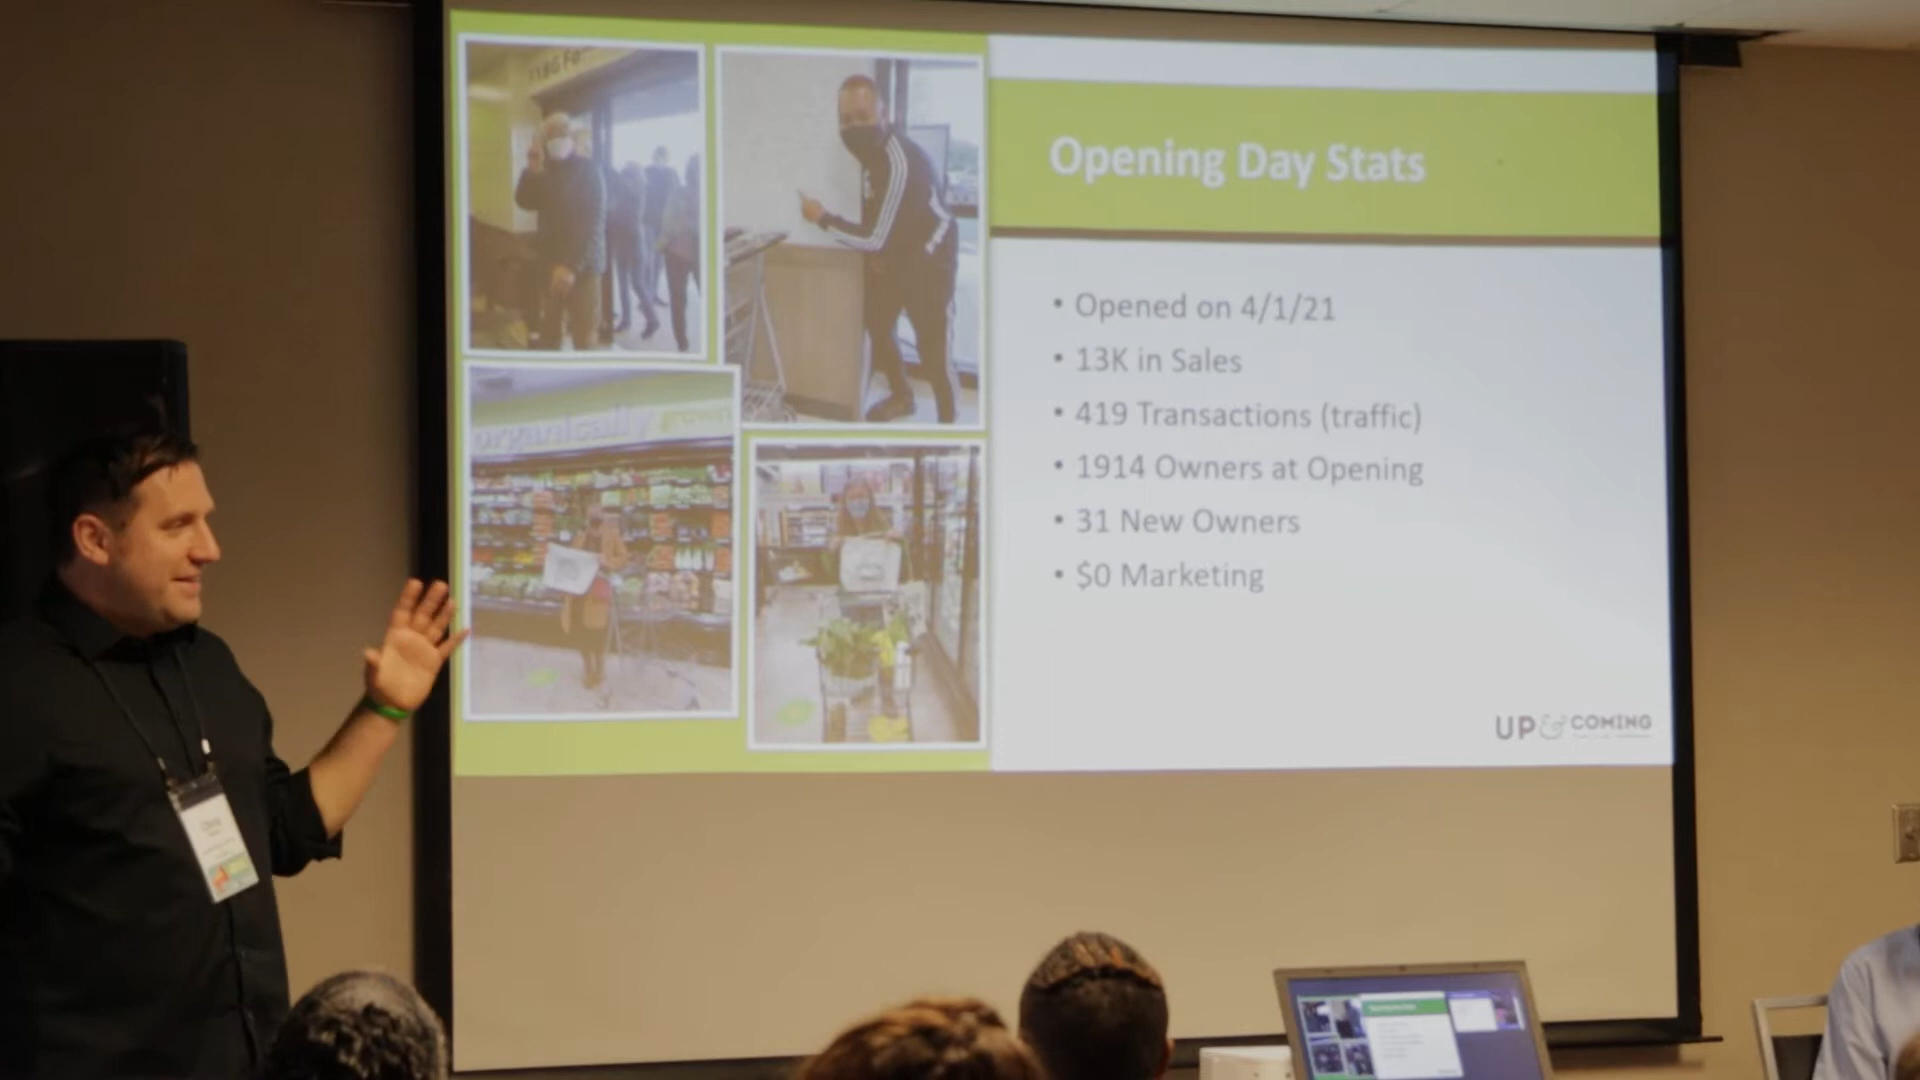 organically
Opening Day Stats
• Opened on 4/1/21
• 13K in Sales
• 419 Transactions (traffic)
• 1914 Owners at Opening
• 31 New Owners
• $0 Marketing
UP & COMING